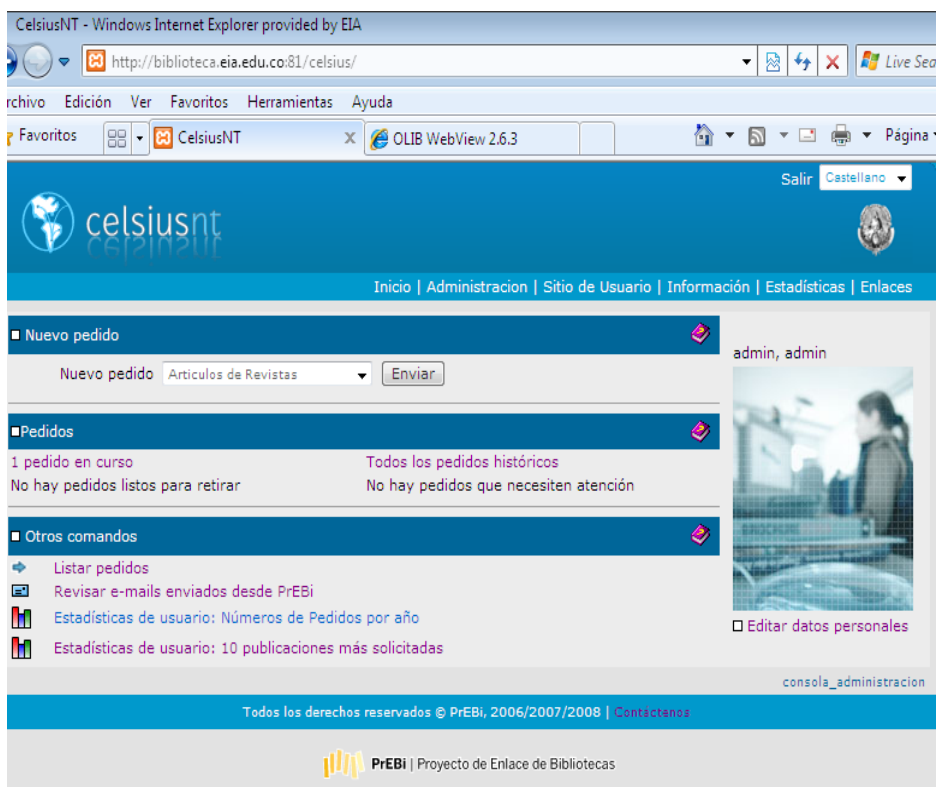 CelsiusNT - Windows Internet Explorer provided by EIA
http://biblioteca.eia.edu.co:81/celsius/
Live Sea
rchivo Edición Ver Favoritos Herramientas Ayuda
Favoritos CelsiusNT X OLIB WebView 2.6.3 Página
Salir Castellano
celsiusnt
Inicio | Administracion | Sitio de Usuario | Información | Estadísticas | Enlaces
Nuevo pedido
admin, admin
Nuevo pedido Articulos de Revistas Enviar
Pedidos
1 pedido en curso Todos los pedidos históricos
No hay pedidos listos para retirar No hay pedidos que necesiten atención
Otros comandos
Listar pedidos
Revisar e-mails enviados desde PrEBi
Estadísticas de usuario: Números de Pedidos por año
Editar datos personales
Estadísticas de usuario: 10 publicaciones más solicitadas
consola_administracion
Todos los derechos reservados © PrEBi, 2006/2007/2008 | Contáctenos
PrEBi | Proyecto de Enlace de Bibliotecas